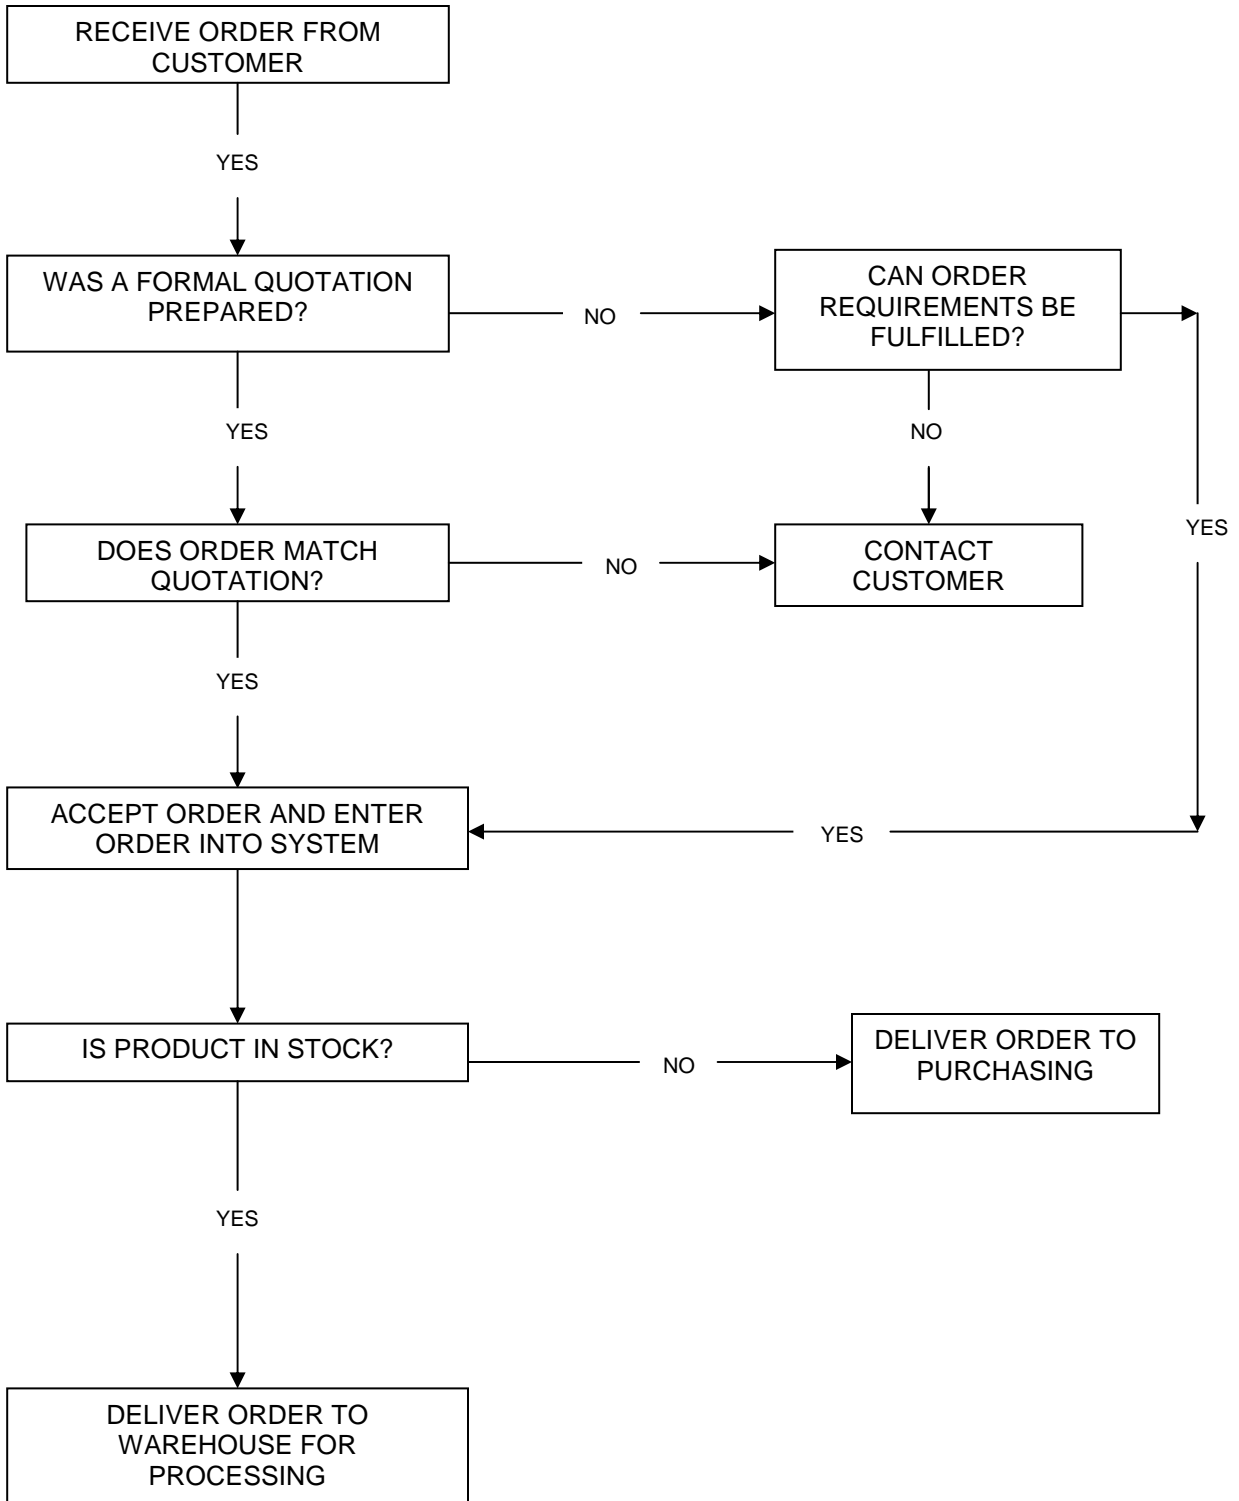 RECEIVE ORDER FROM
CUSTOMER
YES
WAS A FORMAL QUOTATION
PREPARED?
NO
CAN ORDER
REQUIREMENTS BE
FULFILLED?
YES
NO
YES
DOES ORDER MATCH
QUOTATION?
NO
CONTACT
CUSTOMER
YES
ACCEPT ORDER AND ENTER
ORDER INTO SYSTEM
YES
IS PRODUCT IN STOCK?
NO
DELIVER ORDER TO
PURCHASING
YES
DELIVER ORDER TO
WAREHOUSE FOR
PROCESSING